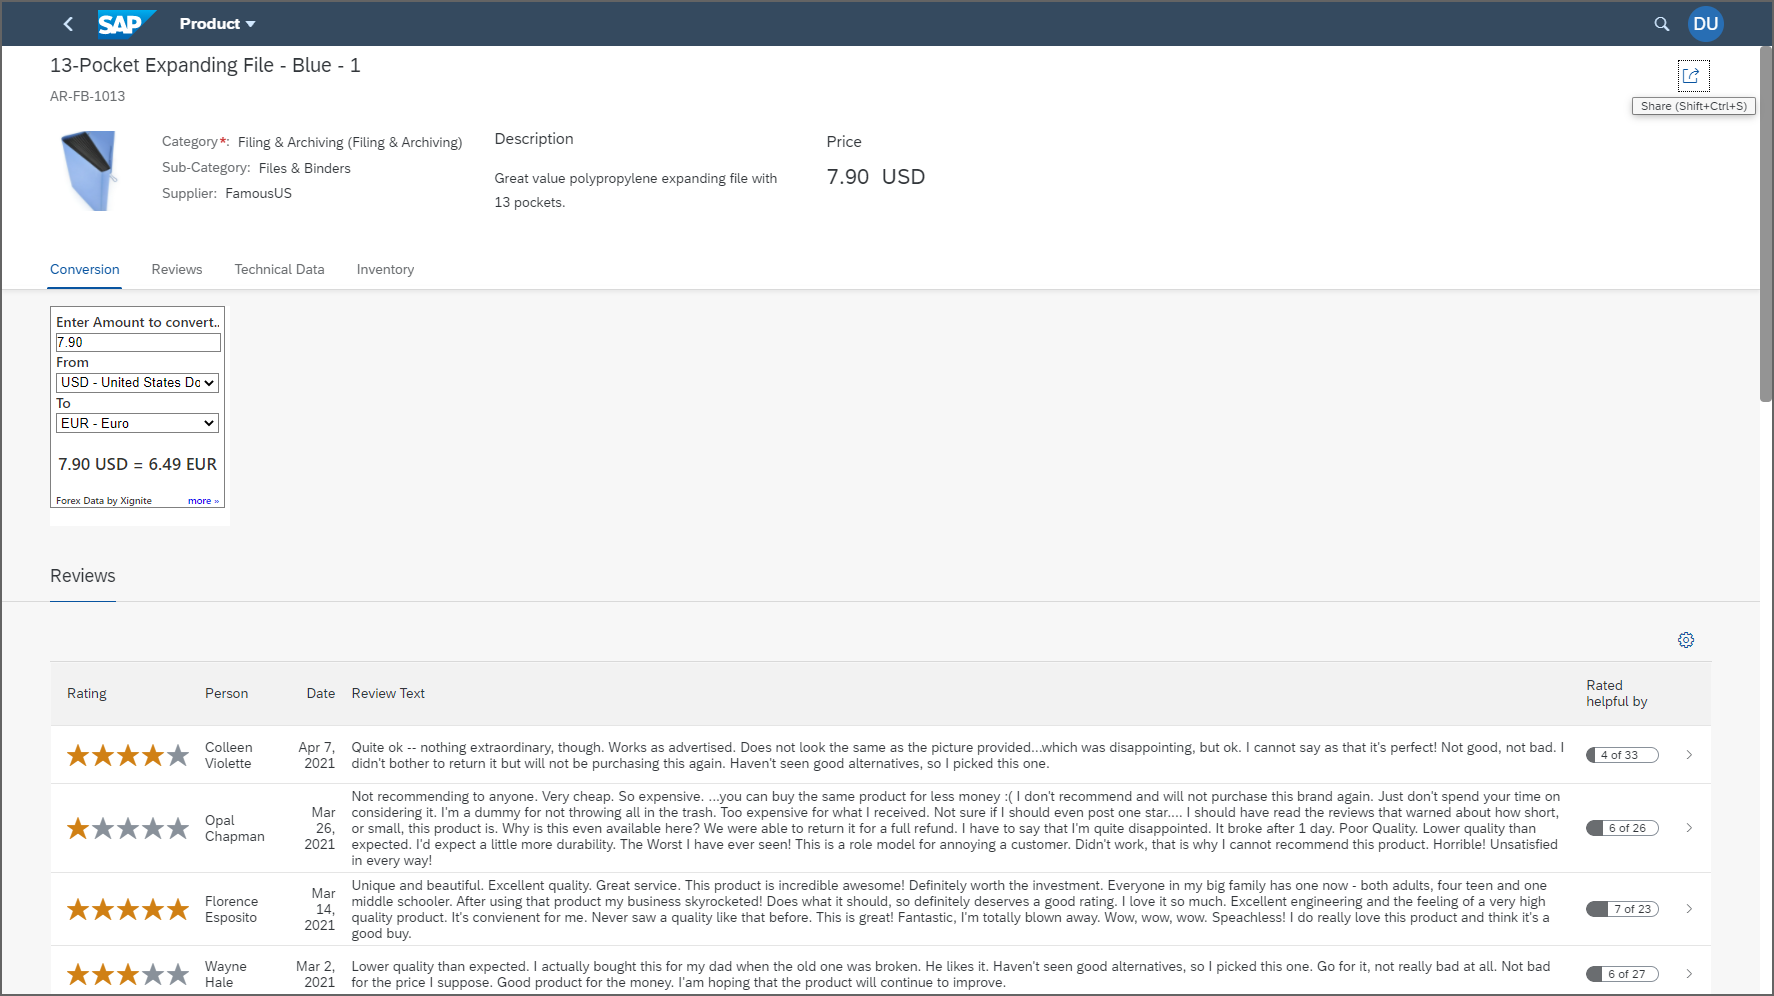 SAP Product DU
13-Pocket Expanding File - Blue - 1
AR-FB-1013
Share (Shift+Ctrl+S)
Category*: Filing & Archiving (Filing & Archiving)
Sub-Category: Files & Binders
Supplier: FamousUS
Description
Great value polypropylene expanding file with
13 pockets.
Price
7.90 USD
Conversion Reviews Technical Data Inventory
Enter Amount to convert..
7.90
From
USD - United States Do
To
EUR - Euro
7.90 USD = 6.49 EUR
Forex Data by Xignite more »
Reviews
Rating Person Date Review Text Rated
helpful by
Colleen
Violette
Apr 7,
2021
Quite ok -- nothing extraordinary, though. Works as advertised. Does not look the same as the picture provided...which was disappointing, but ok. I cannot say as that it's perfect! Not good, not bad. I
didn't bother to return it but will not be purchasing this again. Haven't seen good alternatives, so I picked this one.
4 of 33
Opal
Chapman
Mar
26,
2021
Not recommending to anyone. Very cheap. So expensive. ...you can buy the same product for less money :( I don't recommend and will not purchase this brand again. Just don't spend your time on
considering it. I'm a dummy for not throwing all in the trash. Too expensive for what I received. Not sure if I should even post one star.... I should have read the reviews that warned about how short,
or small, this product is. Why is this even available here? We were able to return it for a full refund. I have to say that I'm quite disappointed. It broke after 1 day. Poor Quality. Lower quality than
expected. I'd expect a little more durability. The Worst I have ever seen! This is a role model for annoying a customer. Didn't work, that is why I cannot recommend this product. Horrible! Unsatisfied
in every way!
6 of 26
Florence
Esposito
Mar
14,
2021
Unique and beautiful. Excellent quality. Great service. This product is incredible awesome! Definitely worth the investment. Everyone in my big family has one now - both adults, four teen and one
middle schooler. After using that product my business skyrocketed! Does what it should, so definitely deserves a good rating. I love it so much. Excellent engineering and the feeling of a very high
quality product. It's convienent for me. Never saw a quality like that before. This is great! Fantastic, I'm totally blown away. Wow, wow, wow. Speachless! I do really love this product and think it's a
good buy.
7 of 23
Wayne
Hale
Mar 2,
2021
Lower quality than expected. I actually bought this for my dad when the old one was broken. He likes it. Haven't seen good alternatives, so I picked this one. Go for it, not really bad at all. Not bad
for the price I suppose. Good product for the money. I'am hoping that the product will continue to improve.
6 of 27